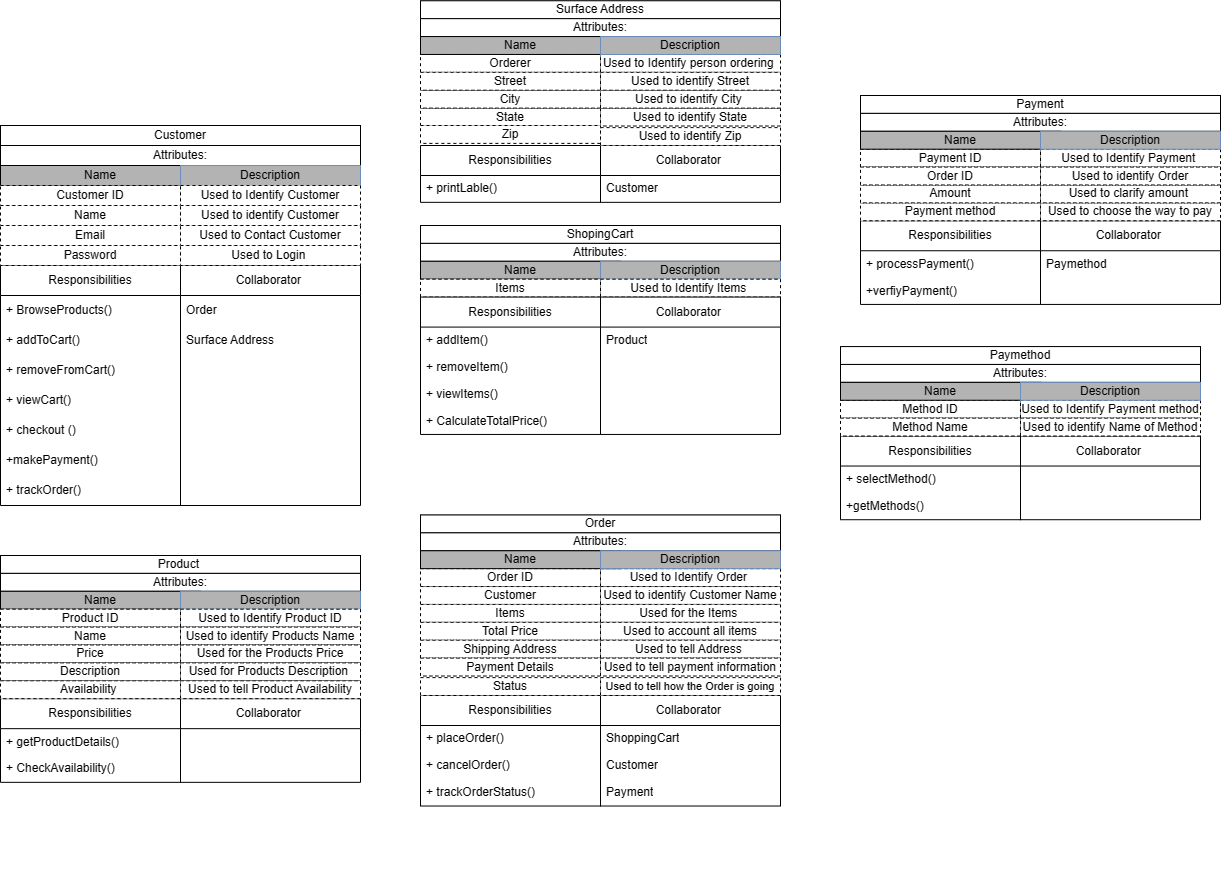 Surface Address
Attributes:
Name Description
Orderer Used to Identify person ordering
Street Used to identify Street
City Used to identify City
State Used to identify State
Zip Used to identify Zip
Responsibilities Collaborator
+ printLable() Customer
Payment
Attributes:
Name Description
Payment ID Used to Identify Payment
Order ID Used to identify Order
Amount Used to clarify amount
Payment method Used to choose the way to pay
Responsibilities Collaborator
+ processPayment() Paymethod
+verfiyPayment()
Customer
Attributes:
Name Description
Customer ID Used to Identify Customer
Name Used to identify Customer
Email Used to Contact Customer
Password Used to Login
Responsibilities Collaborator
+ BrowseProducts() Order
+ addToCart() Surface Address
+ removeFromCart()
+ viewCart()
+ checkout ()
+makePayment()
+ trackOrder()
ShopingCart
Attributes:
Name Description
Items Used to Identify Items
Responsibilities Collaborator
+ addItem() Product
+ removeItem()
+ viewItems()
+ CalculateTotalPrice()
Paymethod
Attributes:
Name Description
Method ID Used to Identify Payment method
Method Name Used to identify Name of Method
Responsibilities Collaborator
+ selectMethod()
+getMethods()
Product
Attributes:
Name Description
Product ID Used to Identify Product ID
Name Used to identify Products Name
Price Used for the Products Price
Description Used for Products Description
Availability Used to tell Product Availability
Responsibilities Collaborator
+ getProductDetails()
+ CheckAvailability()
Order
Attributes:
Name Description
Order ID Used to Identify Order
Customer Used to identify Customer Name
Items Used for the Items
Total Price Used to account all items
Shipping Address Used to tell Address
Payment Details Used to tell payment information
Status Used to tell how the Order is going
Responsibilities Collaborator
+ placeOrder() ShoppingCart
+ cancelOrder() Customer
+ trackOrderStatus() Payment